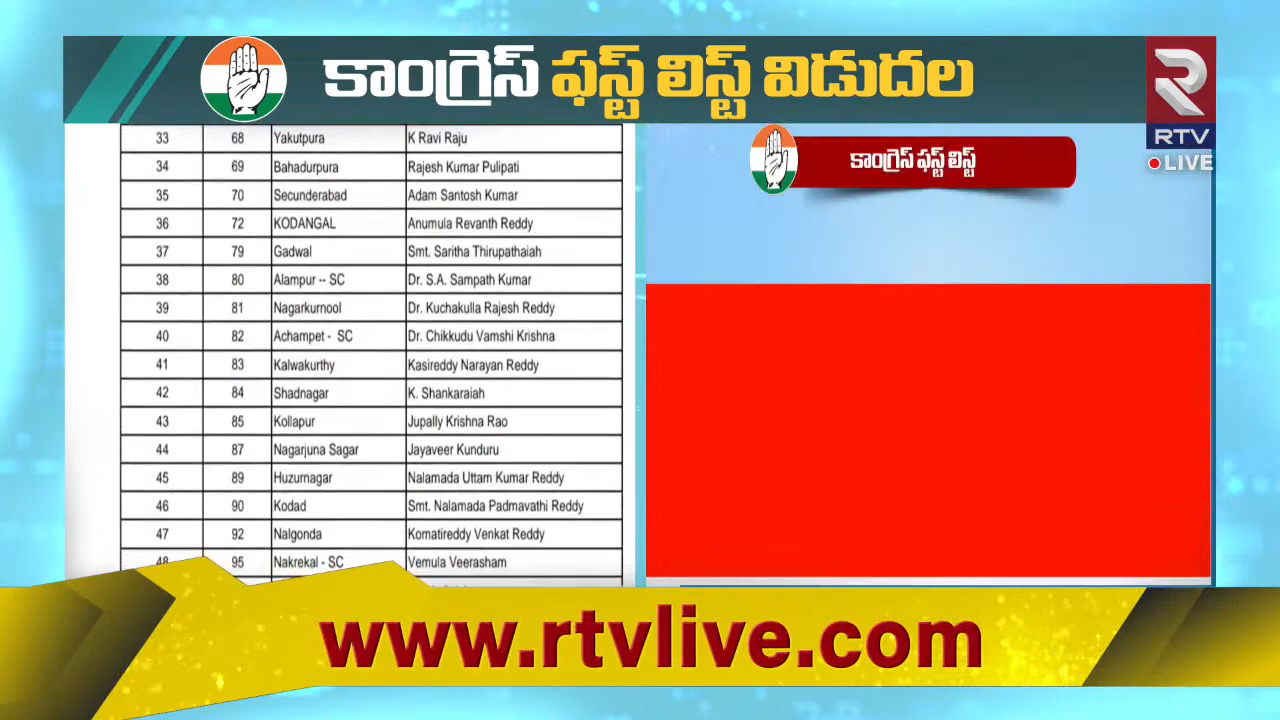 కాంగ్రెస్ ఫస్ట్ లిస్ట్ విడుదల
RTV
LIVE
కాంగ్రెస్ ఫస్ట్ లిస్ట్
33 68 Yakutpura K Ravi Raju
34 69 Bahadurpura Rajesh Kumar Pulipati
35 70 Secunderabad Adam Santosh Kumar
36 72 KODANGAL Anumula Revanth Reddy
37 79 Gadwal Smt. Saritha Thirupathaiah
38 80 Alampur -- SC Dr. S.A. Sampath Kumar
39 81 Nagarkurnool Dr. Kuchakulla Rajesh Reddy
40 82 Achampet - SC Dr. Chikkudu Vamshi Krishna
41 83 Kalwakurthy Kasireddy Narayan Reddy
42 84 Shadnagar K. Shankaraiah
43 85 Kollapur Jupally Krishna Rao
44 87 Nagarjuna Sagar Jayaveer Kunduru
45 89 Huzurnagar Nalamada Uttam Kumar Reddy
46 90 Kodad Smt. Nalamada Padmavathi Reddy
47 92 Nalgonda Komatireddy Venkat Reddy
48 95 Nakrekal - SC Vemula Veerasham
www.rtvlive.com